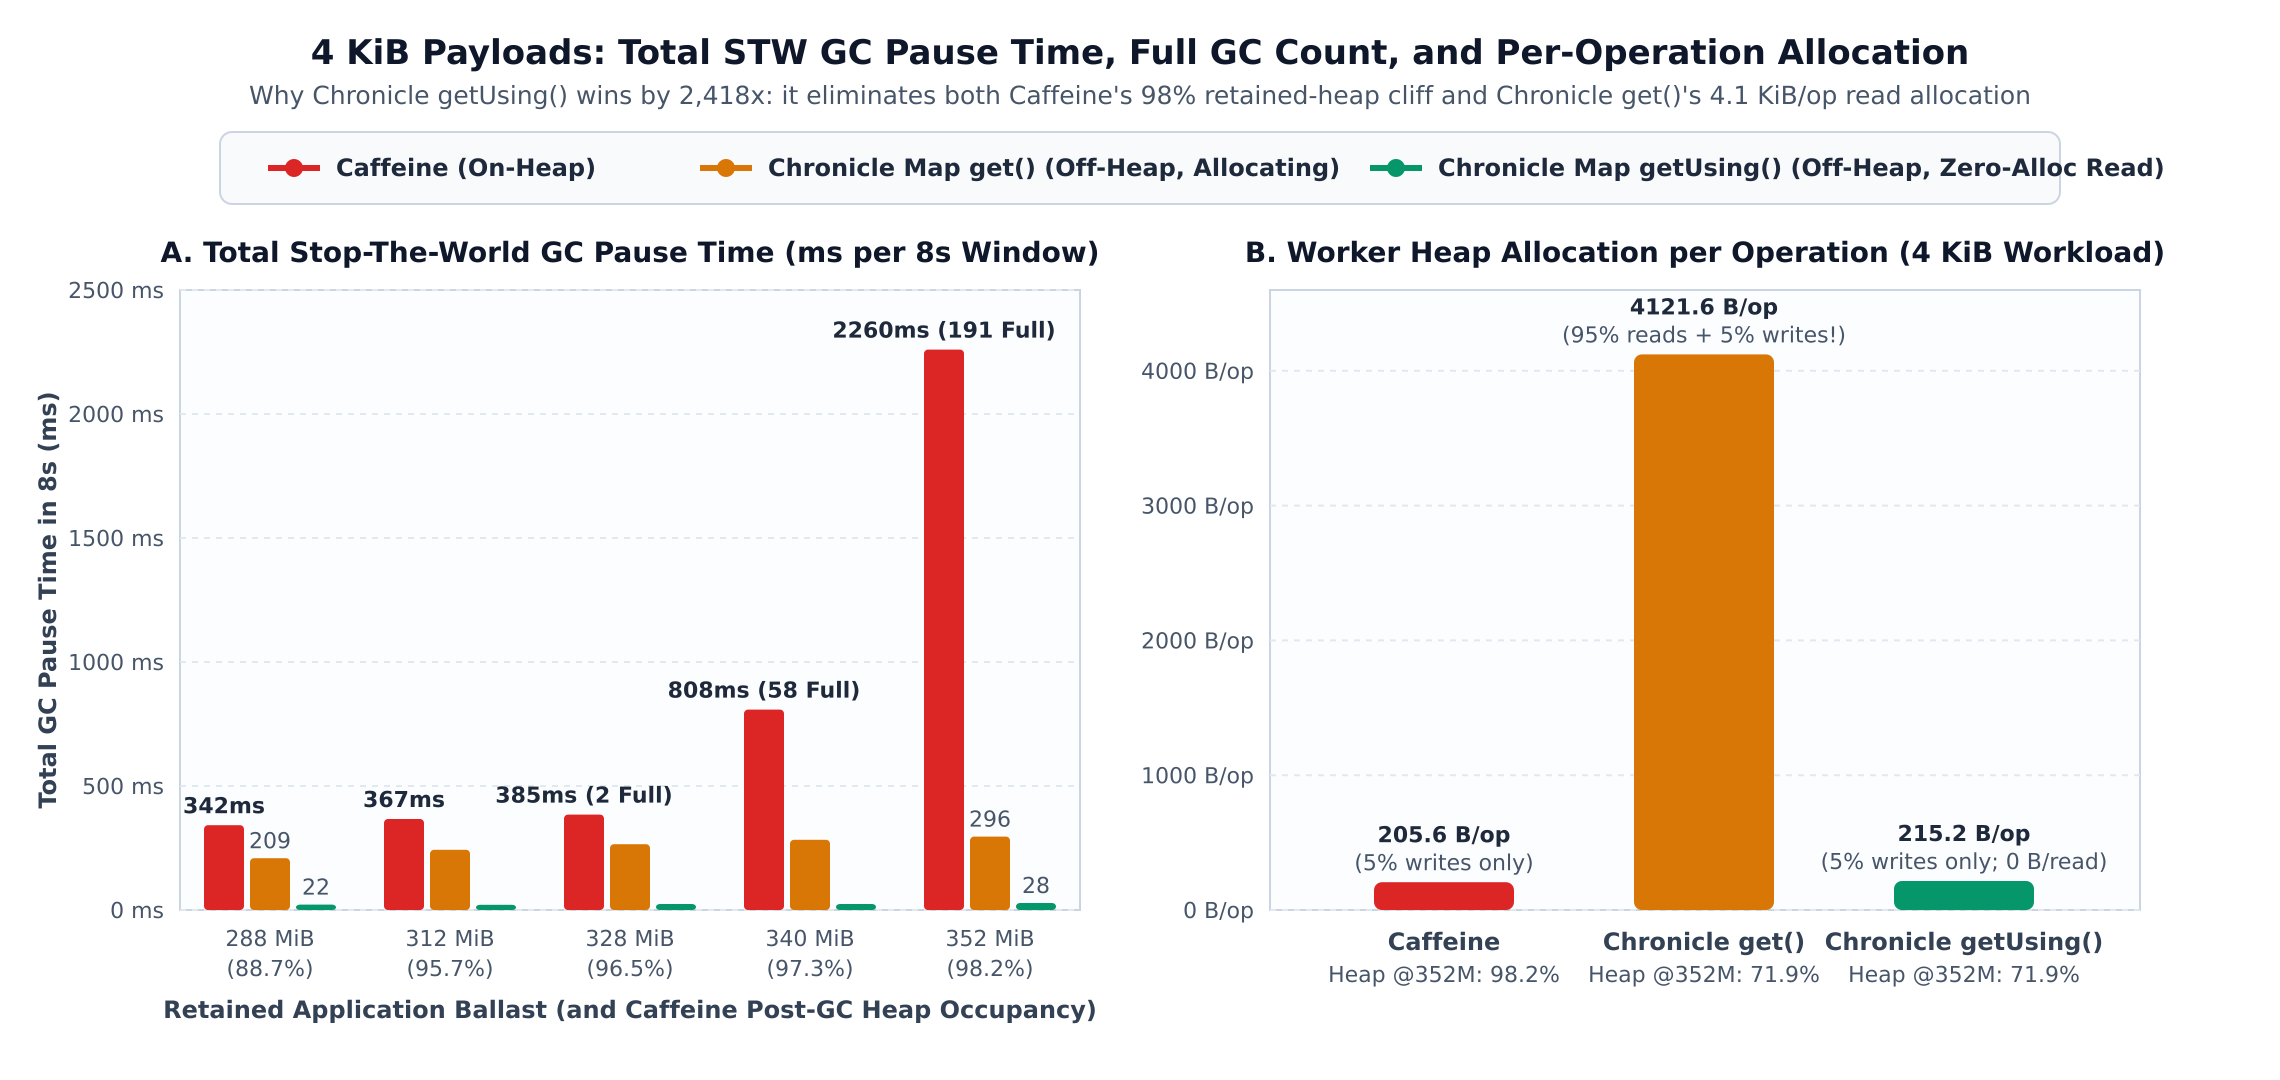 4 KiB Payloads: Total STW GC Pause Time, Full GC Count, and Per-Operation Allocation
Why Chronicle getUsing() wins by 2,418x: it eliminates both Caffeine's 98% retained-heap cliff and Chronicle get()'s 4.1 KiB/op read allocation
Caffeine (On-Heap)
Chronicle Map get() (Off-Heap, Allocating)
Chronicle Map getUsing() (Off-Heap, Zero-Alloc Read)
A. Total Stop-The-World GC Pause Time (ms per 8s Window)
Total GC Pause Time in 8s (ms)
2500 ms
2000 ms
1500 ms
1000 ms
500 ms
0 ms
342ms
209
22
367ms
385ms (2 Full)
808ms (58 Full)
2260ms (191 Full)
296
28
288 MiB
(88.7%)
312 MiB
(95.7%)
328 MiB
(96.5%)
340 MiB
(97.3%)
352 MiB
(98.2%)
Retained Application Ballast (and Caffeine Post-GC Heap Occupancy)
B. Worker Heap Allocation per Operation (4 KiB Workload)
4000 B/op
3000 B/op
2000 B/op
1000 B/op
0 B/op
205.6 B/op
(5% writes only)
4121.6 B/op
(95% reads + 5% writes!)
215.2 B/op
(5% writes only; 0 B/read)
Caffeine
Heap @352M: 98.2%
Chronicle get()
Heap @352M: 71.9%
Chronicle getUsing()
Heap @352M: 71.9%